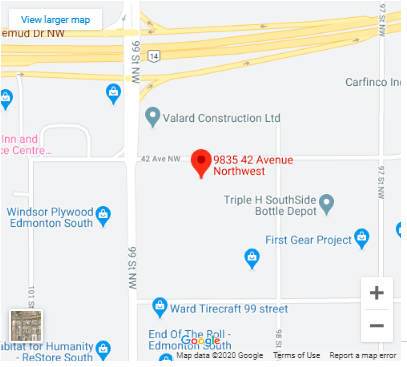 View larger map
emud Dr NW
99 St NW
14
Carfinco Inc
Valard Construction Ltd
Inn and
ce Centre...
42 Ave NW
9835 42 Avenue
Northwest
97 St NW
Triple H SouthSide
Bottle Depot
Windsor Plywood
Edmonton South
First Gear Project
99 St NW
101 S
Ward Tirecraft 99 street
98 St
97 St NW
End Of The Roll -
Edmonton South
abitat for Humanity
- ReStore South
Google
Map data ©2020 Google
Terms of Use
Report a map error